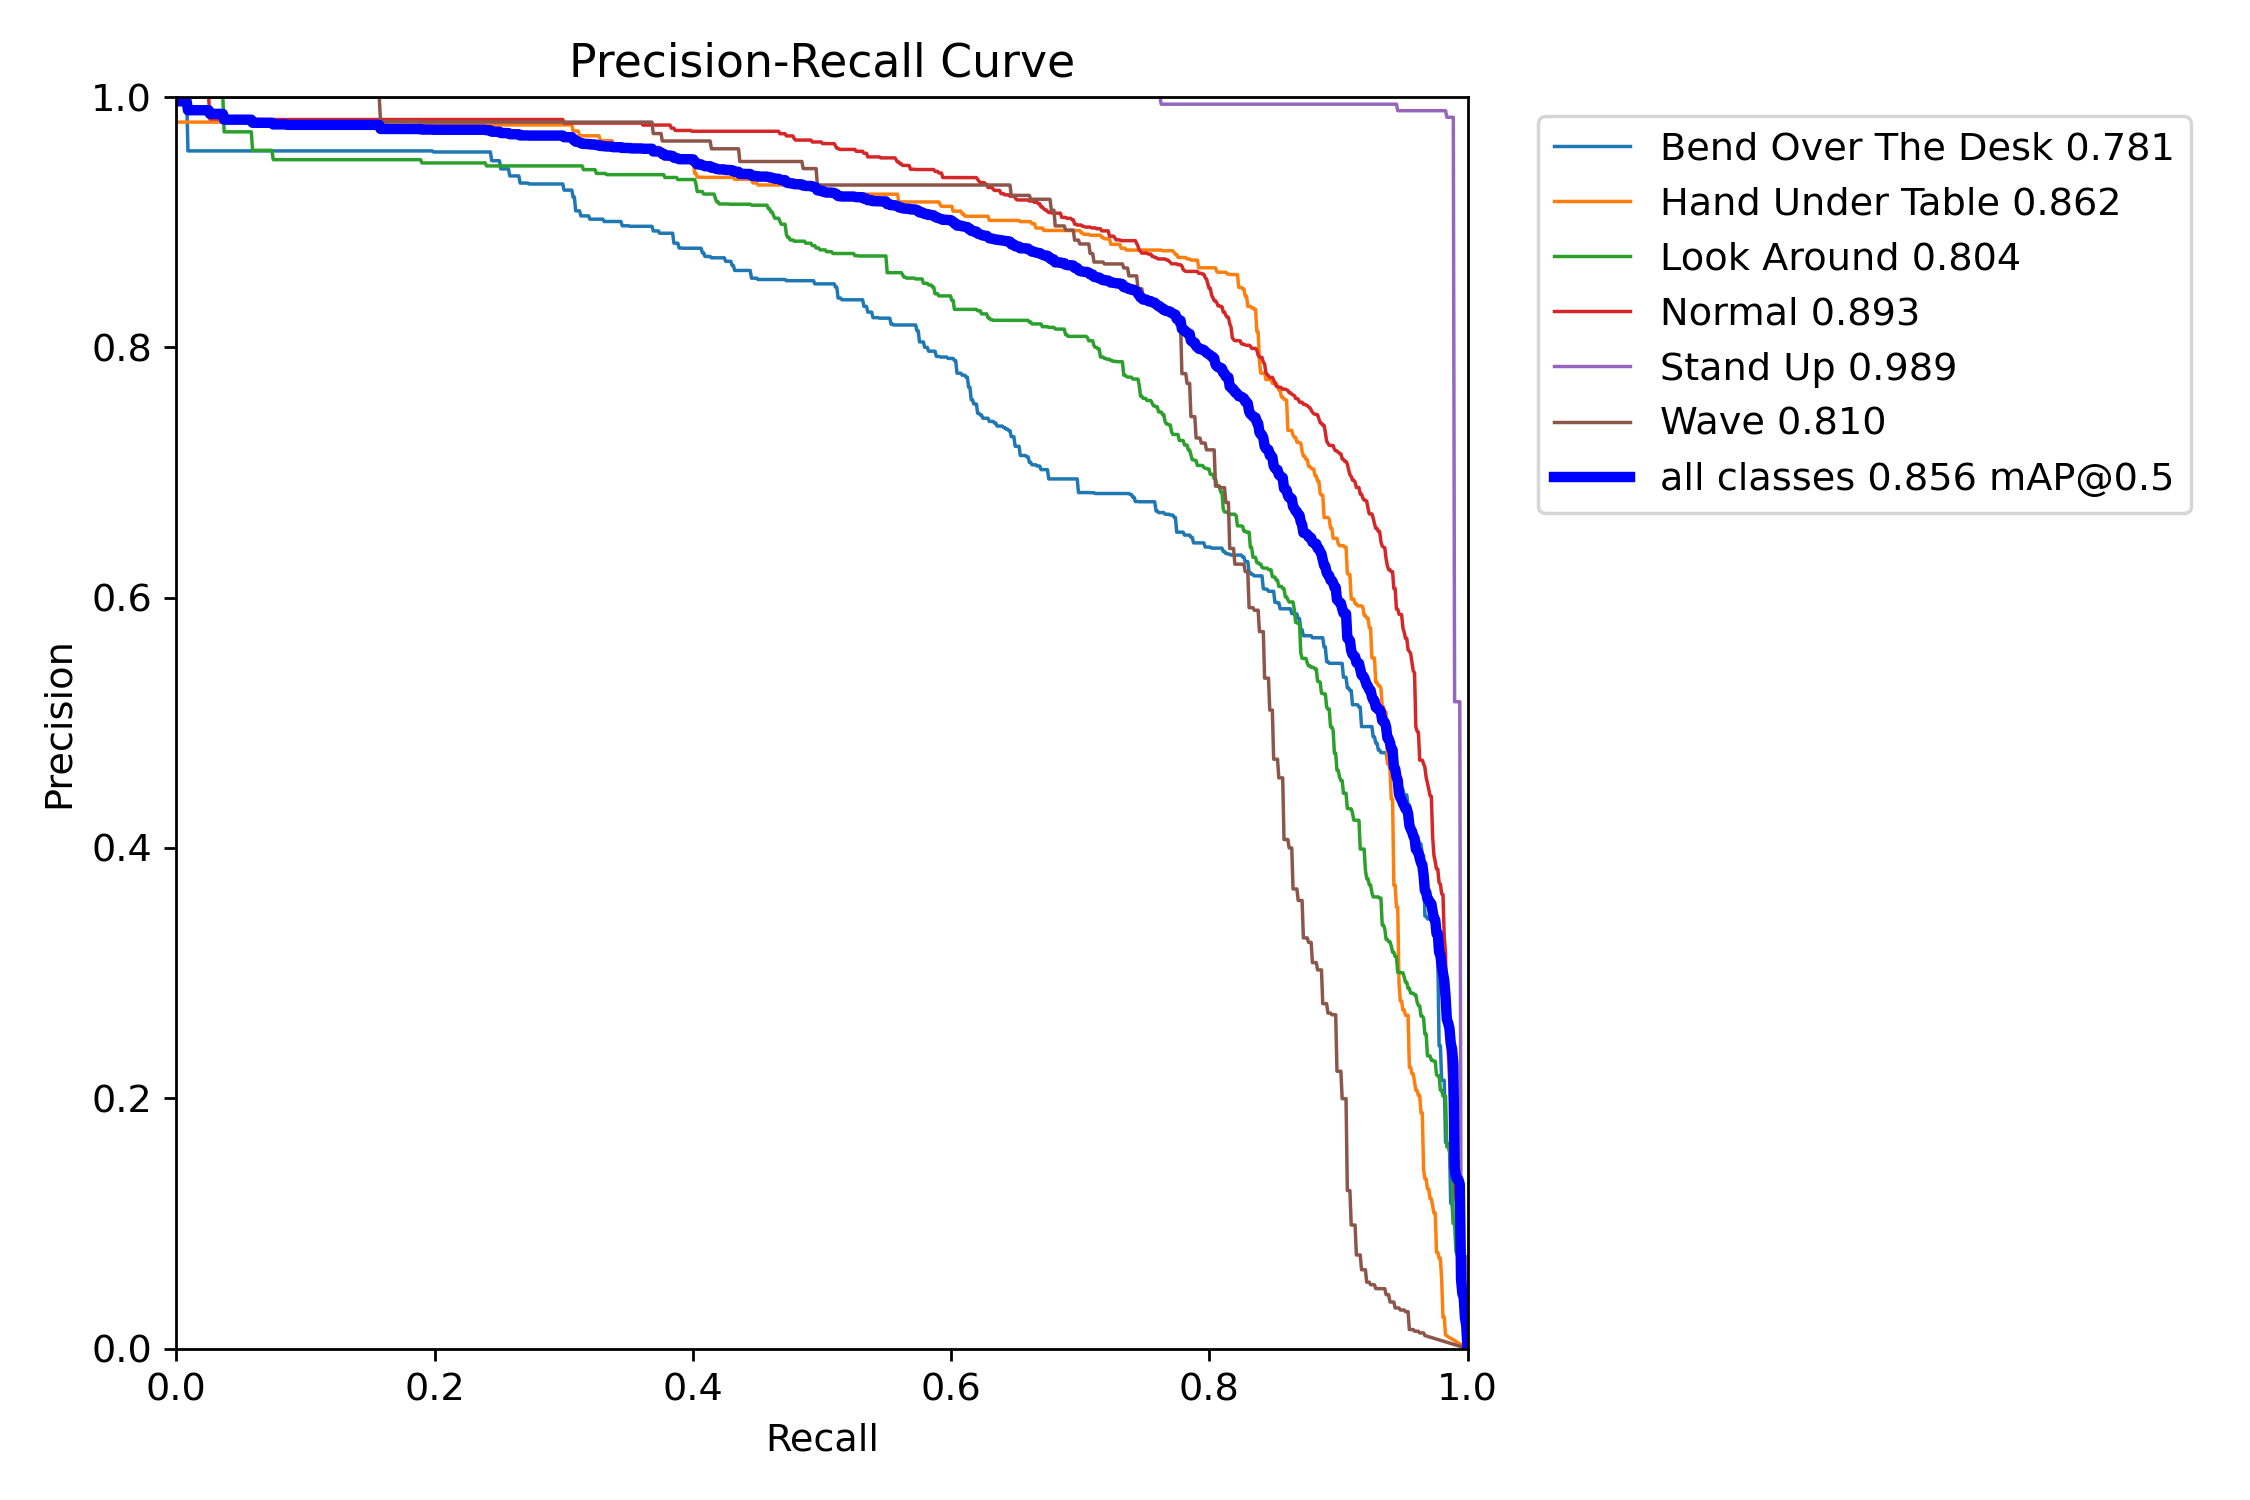 Precision-Recall Curve
1.0
0.8
0.6
0.4
0.2
0.0
Precision
0.0 0.2 0.4 0.6 0.8 1.0
Recall
Bend Over The Desk 0.781
Hand Under Table 0.862
Look Around 0.804
Normal 0.893
Stand Up 0.989
Wave 0.810
all classes 0.856 mAP@0.5